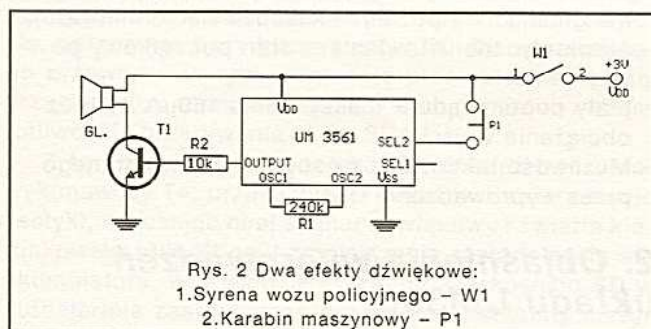 W1
+3V
1
2
VDD
VDD
P1
GL.
T1
R2
UM 3561
SEL2
10k
OUTPUT
SEL1
OSC1
OSC2
Vss
240k
R1
Rys. 2 Dwa efekty dźwiękowe:
1.Syrena wozu policyjnego – W1
2.Karabin maszynowy – P1